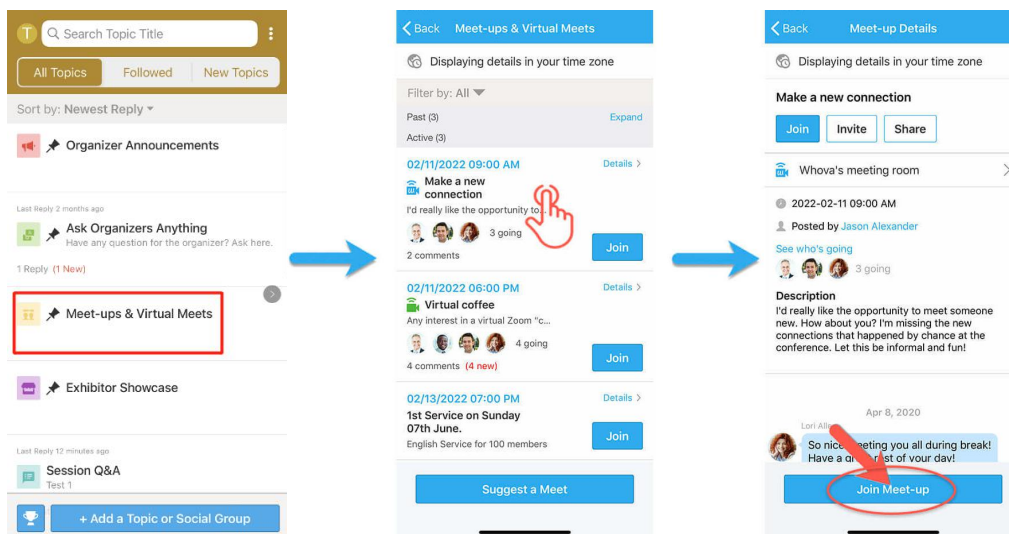 T
Search Topic Title
All Topics
Followed
New Topics
Sort by: Newest Reply
Organizer Announcements
Last Reply 2 months ago
Ask Organizers Anything
Have any question for the organizer? Ask here.
1 Reply (1 New)
Meet-ups & Virtual Meets
Exhibitor Showcase
Last Reply 12 minutes ago
Session Q&A
Test 1
+ Add a Topic or Social Group
Back
Meet-ups & Virtual Meets
Displaying details in your time zone
Filter by: All
Past (3)
Expand
Active (3)
02/11/2022 09:00 AM
Details
Make a new
connection
I'd really like the opportunity to...
3 going
Join
2 comments
02/11/2022 06:00 PM
Details
Virtual coffee
Any interest in a virtual Zoom "c...
4 going
Join
4 comments (4 new)
02/13/2022 07:00 PM
Details
1st Service on Sunday
07th June.
Join
English Service for 100 members
Suggest a Meet
Back
Meet-up Details
Displaying details in your time zone
Make a new connection
Join
Invite
Share
Whova's meeting room
2022-02-11 09:00 AM
Posted by Jason Alexander
See who's going
3 going
Description
I'd really like the opportunity to meet someone
new. How about you? I'm missing the new
connections that happened by chance at the
conference. Let this be informal and fun!
Apr 8, 2020
Lori
So nice meeting you all during break!
Have a rest of your day!
Join Meet-up